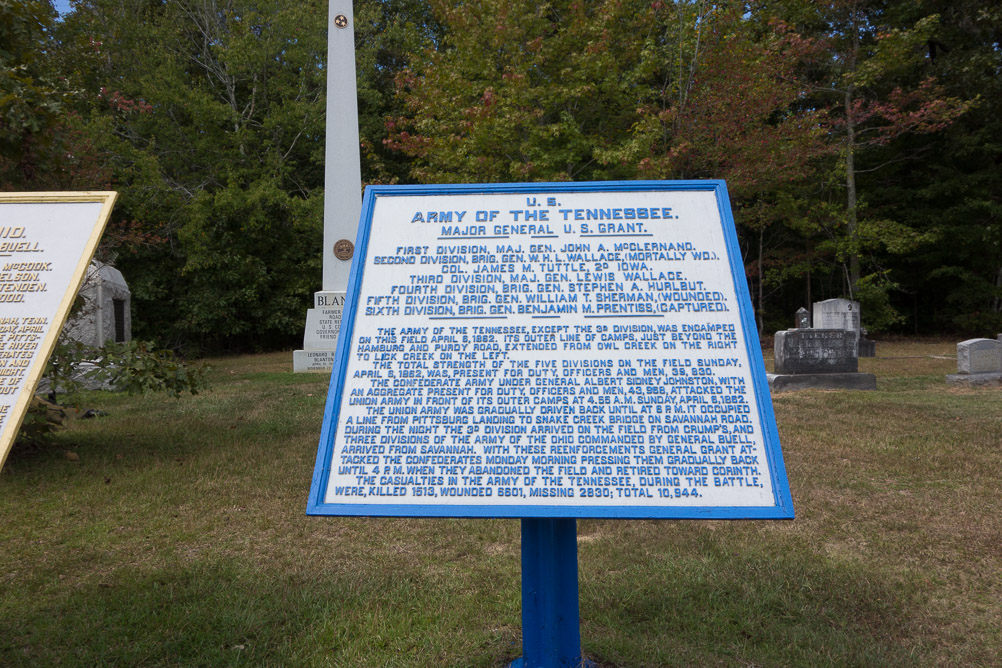 U. S.
ARMY OF THE TENNESSEE.
MAJOR GENERAL U. S. GRANT.
FIRST DIVISION, MAJ. GEN. JOHN A. McCLERNAND.
SECOND DIVISION, BRIG. GEN. W. H. L. WALLACE, (MORTALLY WD.).
COL. JAMES M. TUTTLE, 2D IOWA.
THIRD DIVISION, MAJ. GEN. LEWIS WALLACE.
FOURTH DIVISION, BRIG. GEN. STEPHEN A. HURLBUT.
FIFTH DIVISION, BRIG. GEN. WILLIAM T. SHERMAN, (WOUNDED).
SIXTH DIVISION, BRIG. GEN. BENJAMIN M. PRENTISS, (CAPTURED).
THE ARMY OF THE TENNESSEE, EXCEPT THE 3D DIVISION, WAS ENCAMPED
ON THIS FIELD APRIL 5, 1862. ITS OUTER LINE OF CAMPS, JUST BEYOND THE
HAMBURG AND PURDY ROAD, EXTENDED FROM OWL CREEK ON THE RIGHT
TO LICK CREEK ON THE LEFT.
THE TOTAL STRENGTH OF THE FIVE DIVISIONS ON THE FIELD SUNDAY,
APRIL 6, 1862, WAS, PRESENT FOR DUTY, OFFICERS AND MEN, 39,830.
THE CONFEDERATE ARMY UNDER GENERAL ALBERT SIDNEY JOHNSTON, WITH
AN AGGREGATE PRESENT FOR DUTY, OFFICERS AND MEN, 43,968, ATTACKED THE
UNION ARMY IN FRONT OF ITS OUTER CAMPS AT 4.55 A. M. SUNDAY, APRIL 6, 1862.
THE UNION ARMY WAS GRADUALLY DRIVEN BACK UNTIL AT 6 P. M. IT OCCUPIED
A LINE FROM PITTSBURG LANDING TO SNAKE CREEK BRIDGE ON SAVANNAH ROAD.
DURING THE NIGHT THE 3D DIVISION ARRIVED ON THE FIELD FROM CRUMP'S, AND
THREE DIVISIONS OF THE ARMY OF THE OHIO COMMANDED BY GENERAL BUELL,
ARRIVED FROM SAVANNAH. WITH THESE REENFORCEMENTS GENERAL GRANT AT-
TACKED THE CONFEDERATES MONDAY MORNING PRESSING THEM GRADUALLY BACK
UNTIL 4 P. M. WHEN THEY ABANDONED THE FIELD AND RETIRED TOWARD CORINTH.
THE CASUALTIES IN THE ARMY OF THE TENNESSEE, DURING THE BATTLE,
WERE, KILLED 1513, WOUNDED 6601, MISSING 2830; TOTAL 10,944.
BUELL.
McCOOK.
NELSON.
BLAN